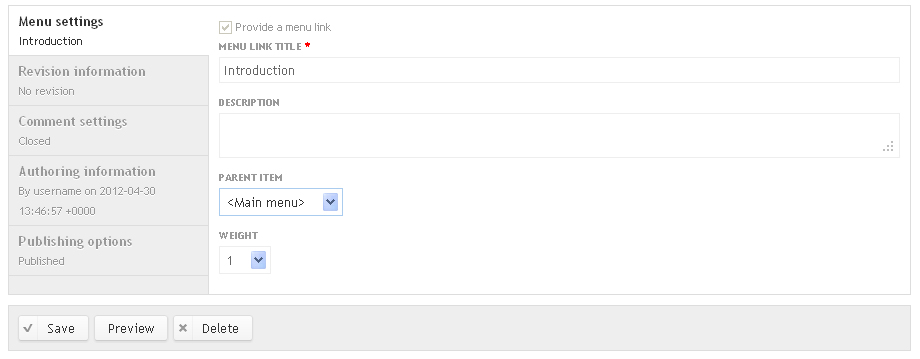 Menu settings
Introduction
Revision information
No revision
Comment settings
Closed
Authoring information
By username on 2012-04-30
13:46:57 +0000
Publishing options
Published
Provide a menu link
MENU LINK TITLE *
Introduction
DESCRIPTION
PARENT ITEM
<Main menu>
WEIGHT
1
Save
Preview
Delete